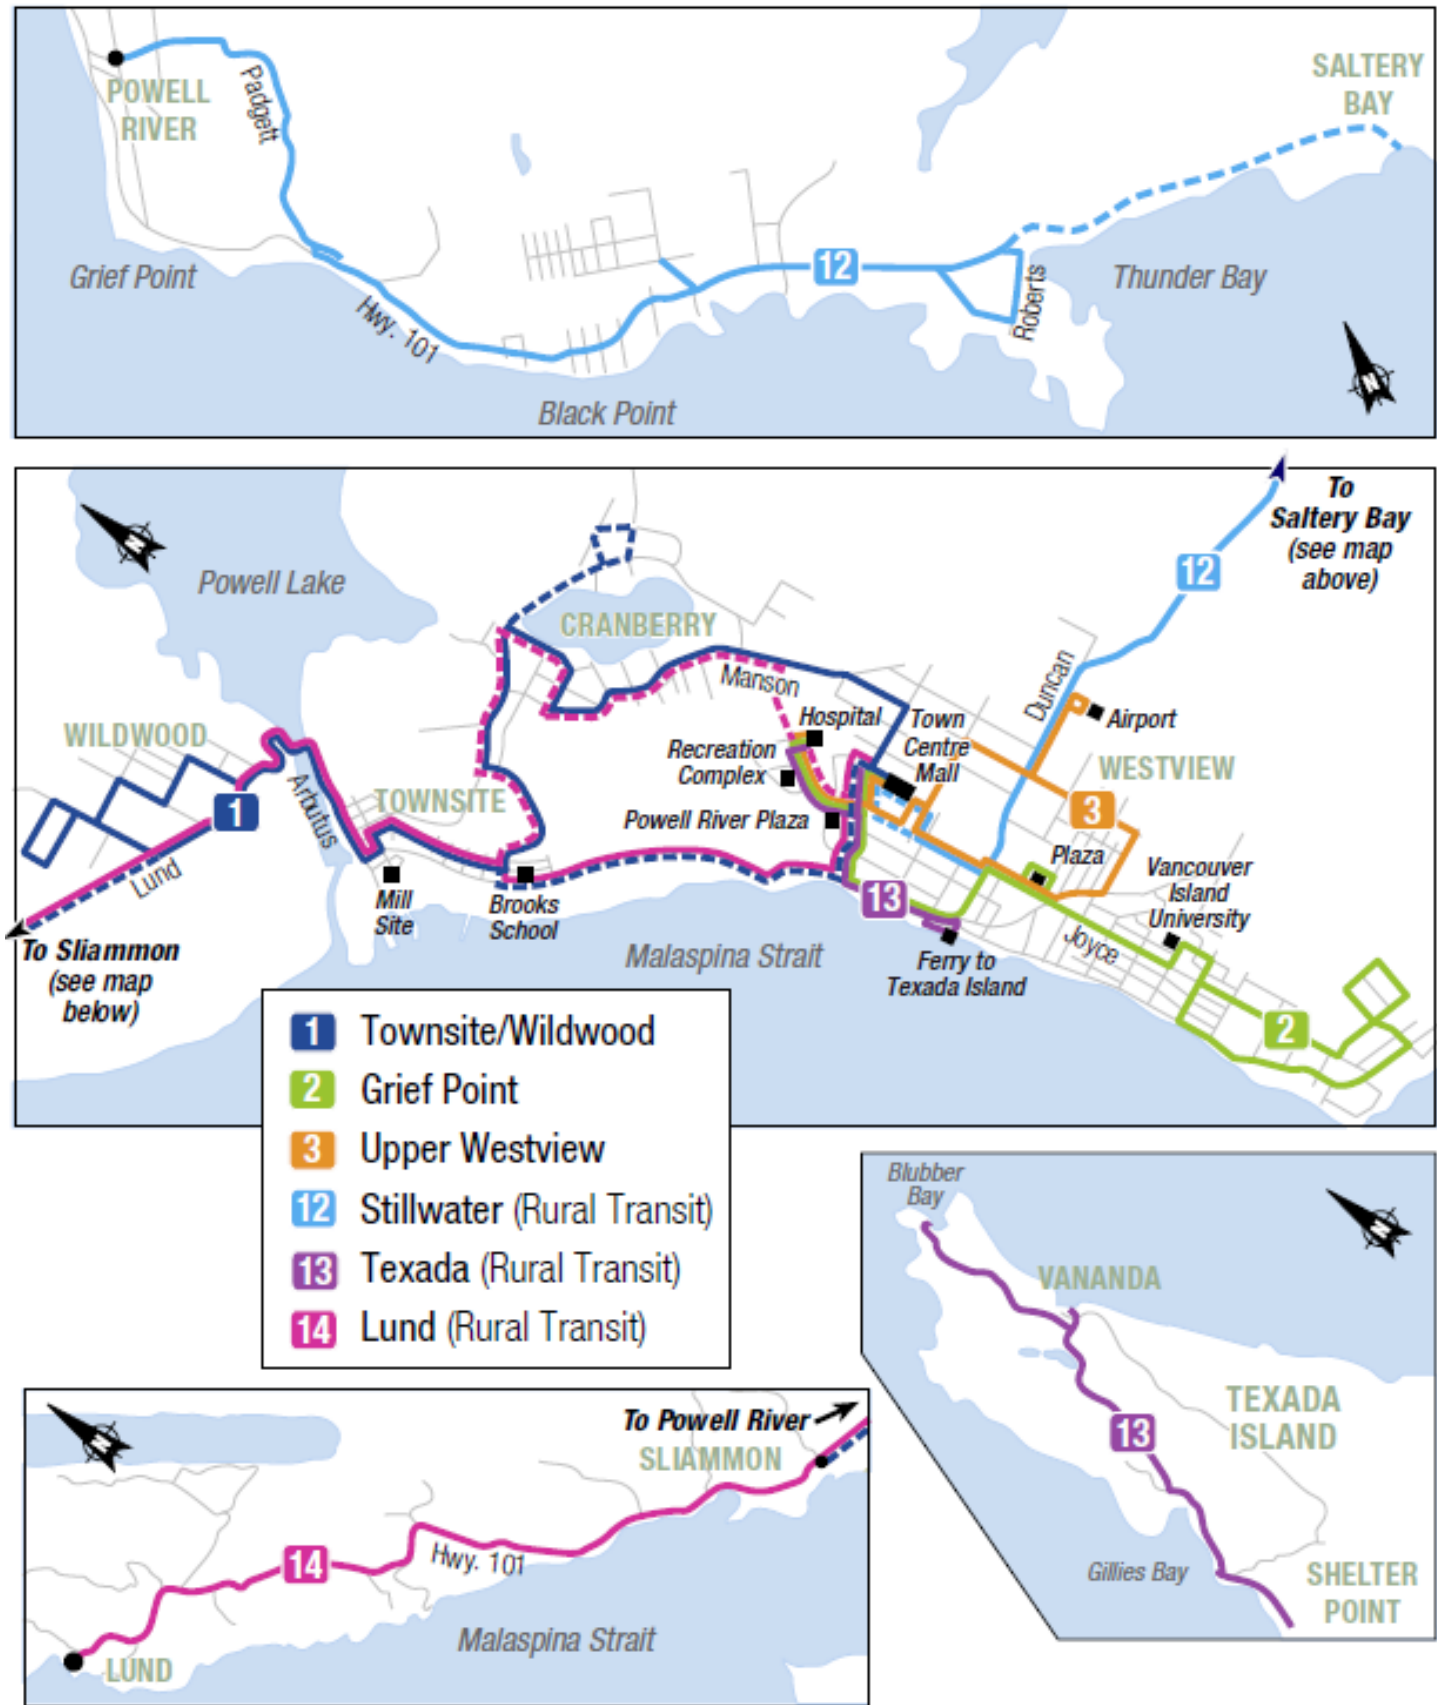 POWELL
RIVER
Padgett
SALTERY
BAY
Grief Point
Hwy. 101
12
Roberts
Thunder Bay
Black Point
N
To
Saltery Bay
(see map
above)
N
Powell Lake
12
CRANBERRY
Manson
Duncan
Hospital
Town
Centre
Mall
Airport
WILDWOOD
Recreation
Complex
WESTVIEW
1
Arbutus
TOWNSITE
Powell River Plaza
3
Plaza
Vancouver
Island
University
Lund
Mill
Site
Brooks
School
13
Joyce
To Sliammon
(see map
below)
Malaspina Strait
Ferry to
Texada Island
2
1 Townsite/Wildwood
2 Grief Point
3 Upper Westview
12 Stillwater (Rural Transit)
13 Texada (Rural Transit)
14 Lund (Rural Transit)
Blubber
Bay
N
VANANDA
TEXADA
ISLAND
13
Gillies Bay
SHELTER
POINT
N
To Powell River
SLIAMMON
14
Hwy. 101
Malaspina Strait
LUND